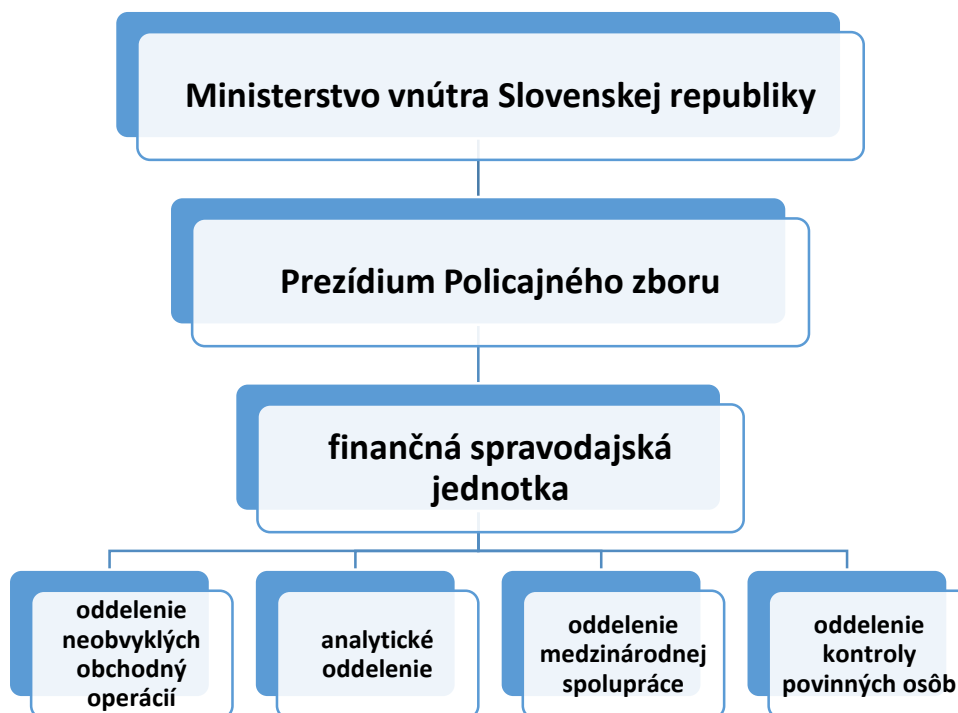 Ministerstvo vnútra Slovenskej republiky
Prezídium Policajného zboru
finančná spravodajská
jednotka
oddelenie
neobvyklých
obchodný
operácií
analytické
oddelenie
oddelenie
medzinárodnej
spolupráce
oddelenie
kontroly
povinných osôb